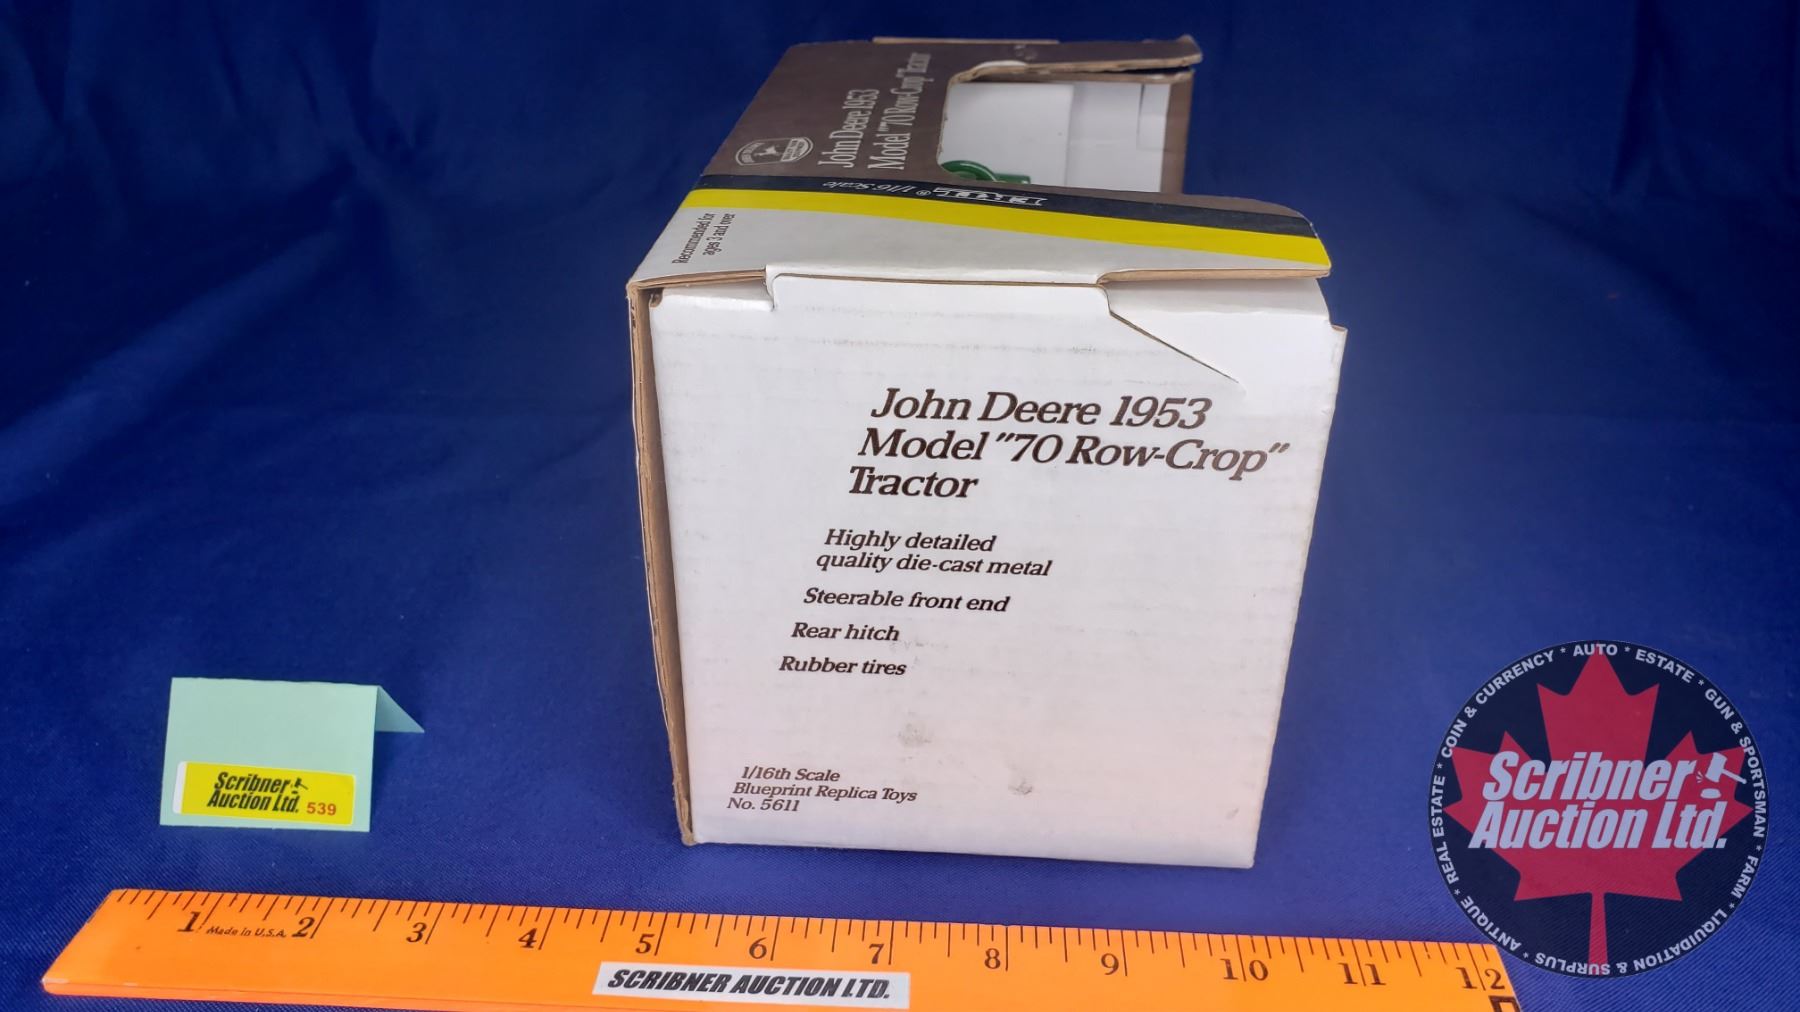 John Deere 1953
Model "70 Row-Crop" Tractor
ERTL® 1/16 Scale
Recommended for
ages 3 and over
John Deere 1953
Model "70 Row-Crop"
Tractor
Highly detailed
quality die-cast metal
Steerable front end
Rear hitch
Rubber tires
1/16th Scale
Blueprint Replica Toys
No. 5611
Scribner
Auction Ltd. 539
1 Made in U.S.A. 2 3 4 5 6 7 8 9 10 11 12
SCRIBNER AUCTION LTD.
* AUTO * ESTATE * GUN & SPORTSMAN * FARM * LIQUIDATION & SURPLUS * ANTIQUE * REAL ESTATE * COIN & CURRENCY
Scribner
Auction Ltd.